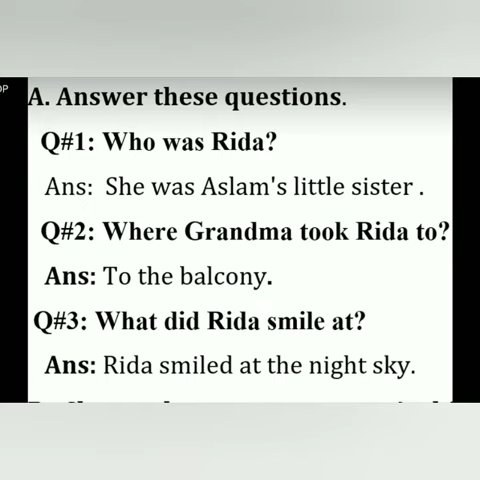 OP
A. Answer these questions.
Q#1: Who was Rida?
Ans: She was Aslam's little sister .
Q#2: Where Grandma took Rida to?
Ans: To the balcony.
Q#3: What did Rida smile at?
Ans: Rida smiled at the night sky.